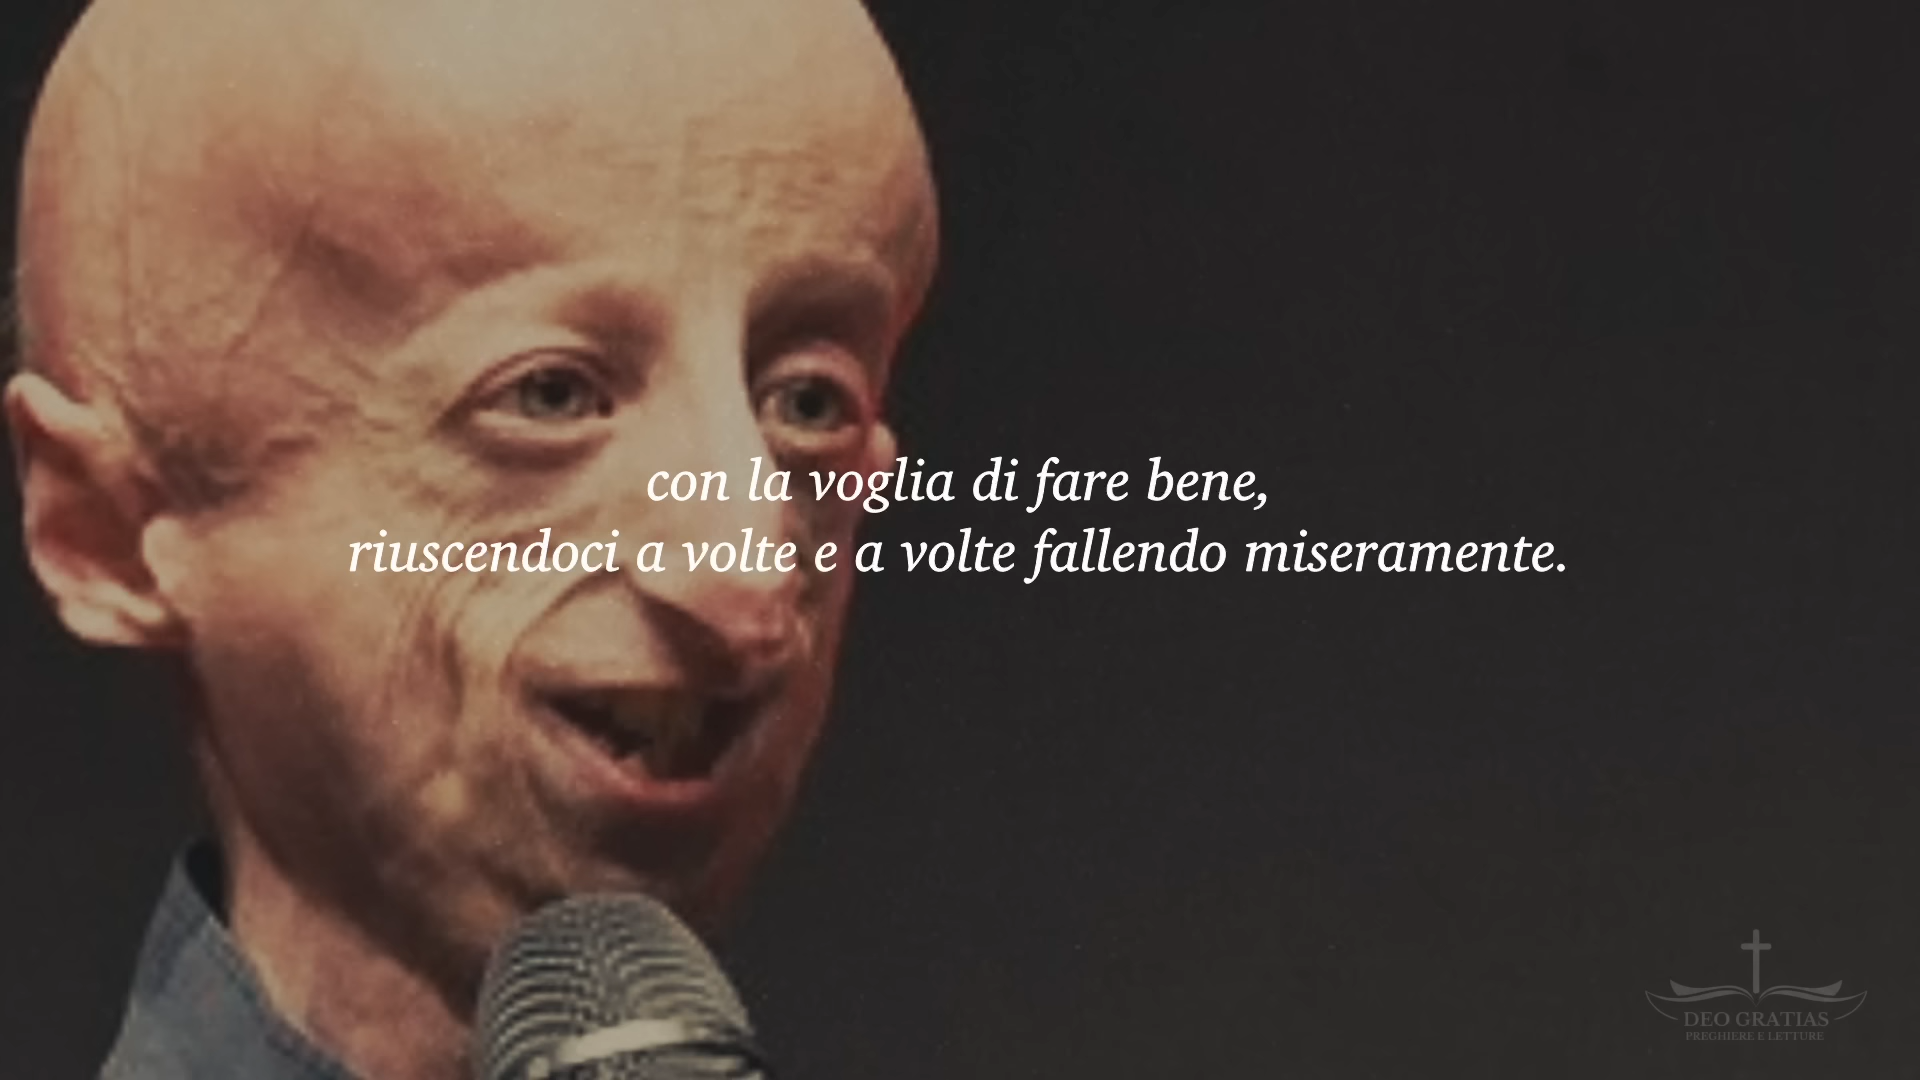 con la voglia di fare bene,
riuscendoci a volte e a volte fallendo miseramente.
DEO GRATIAS
PREGHIERE E LETTURE